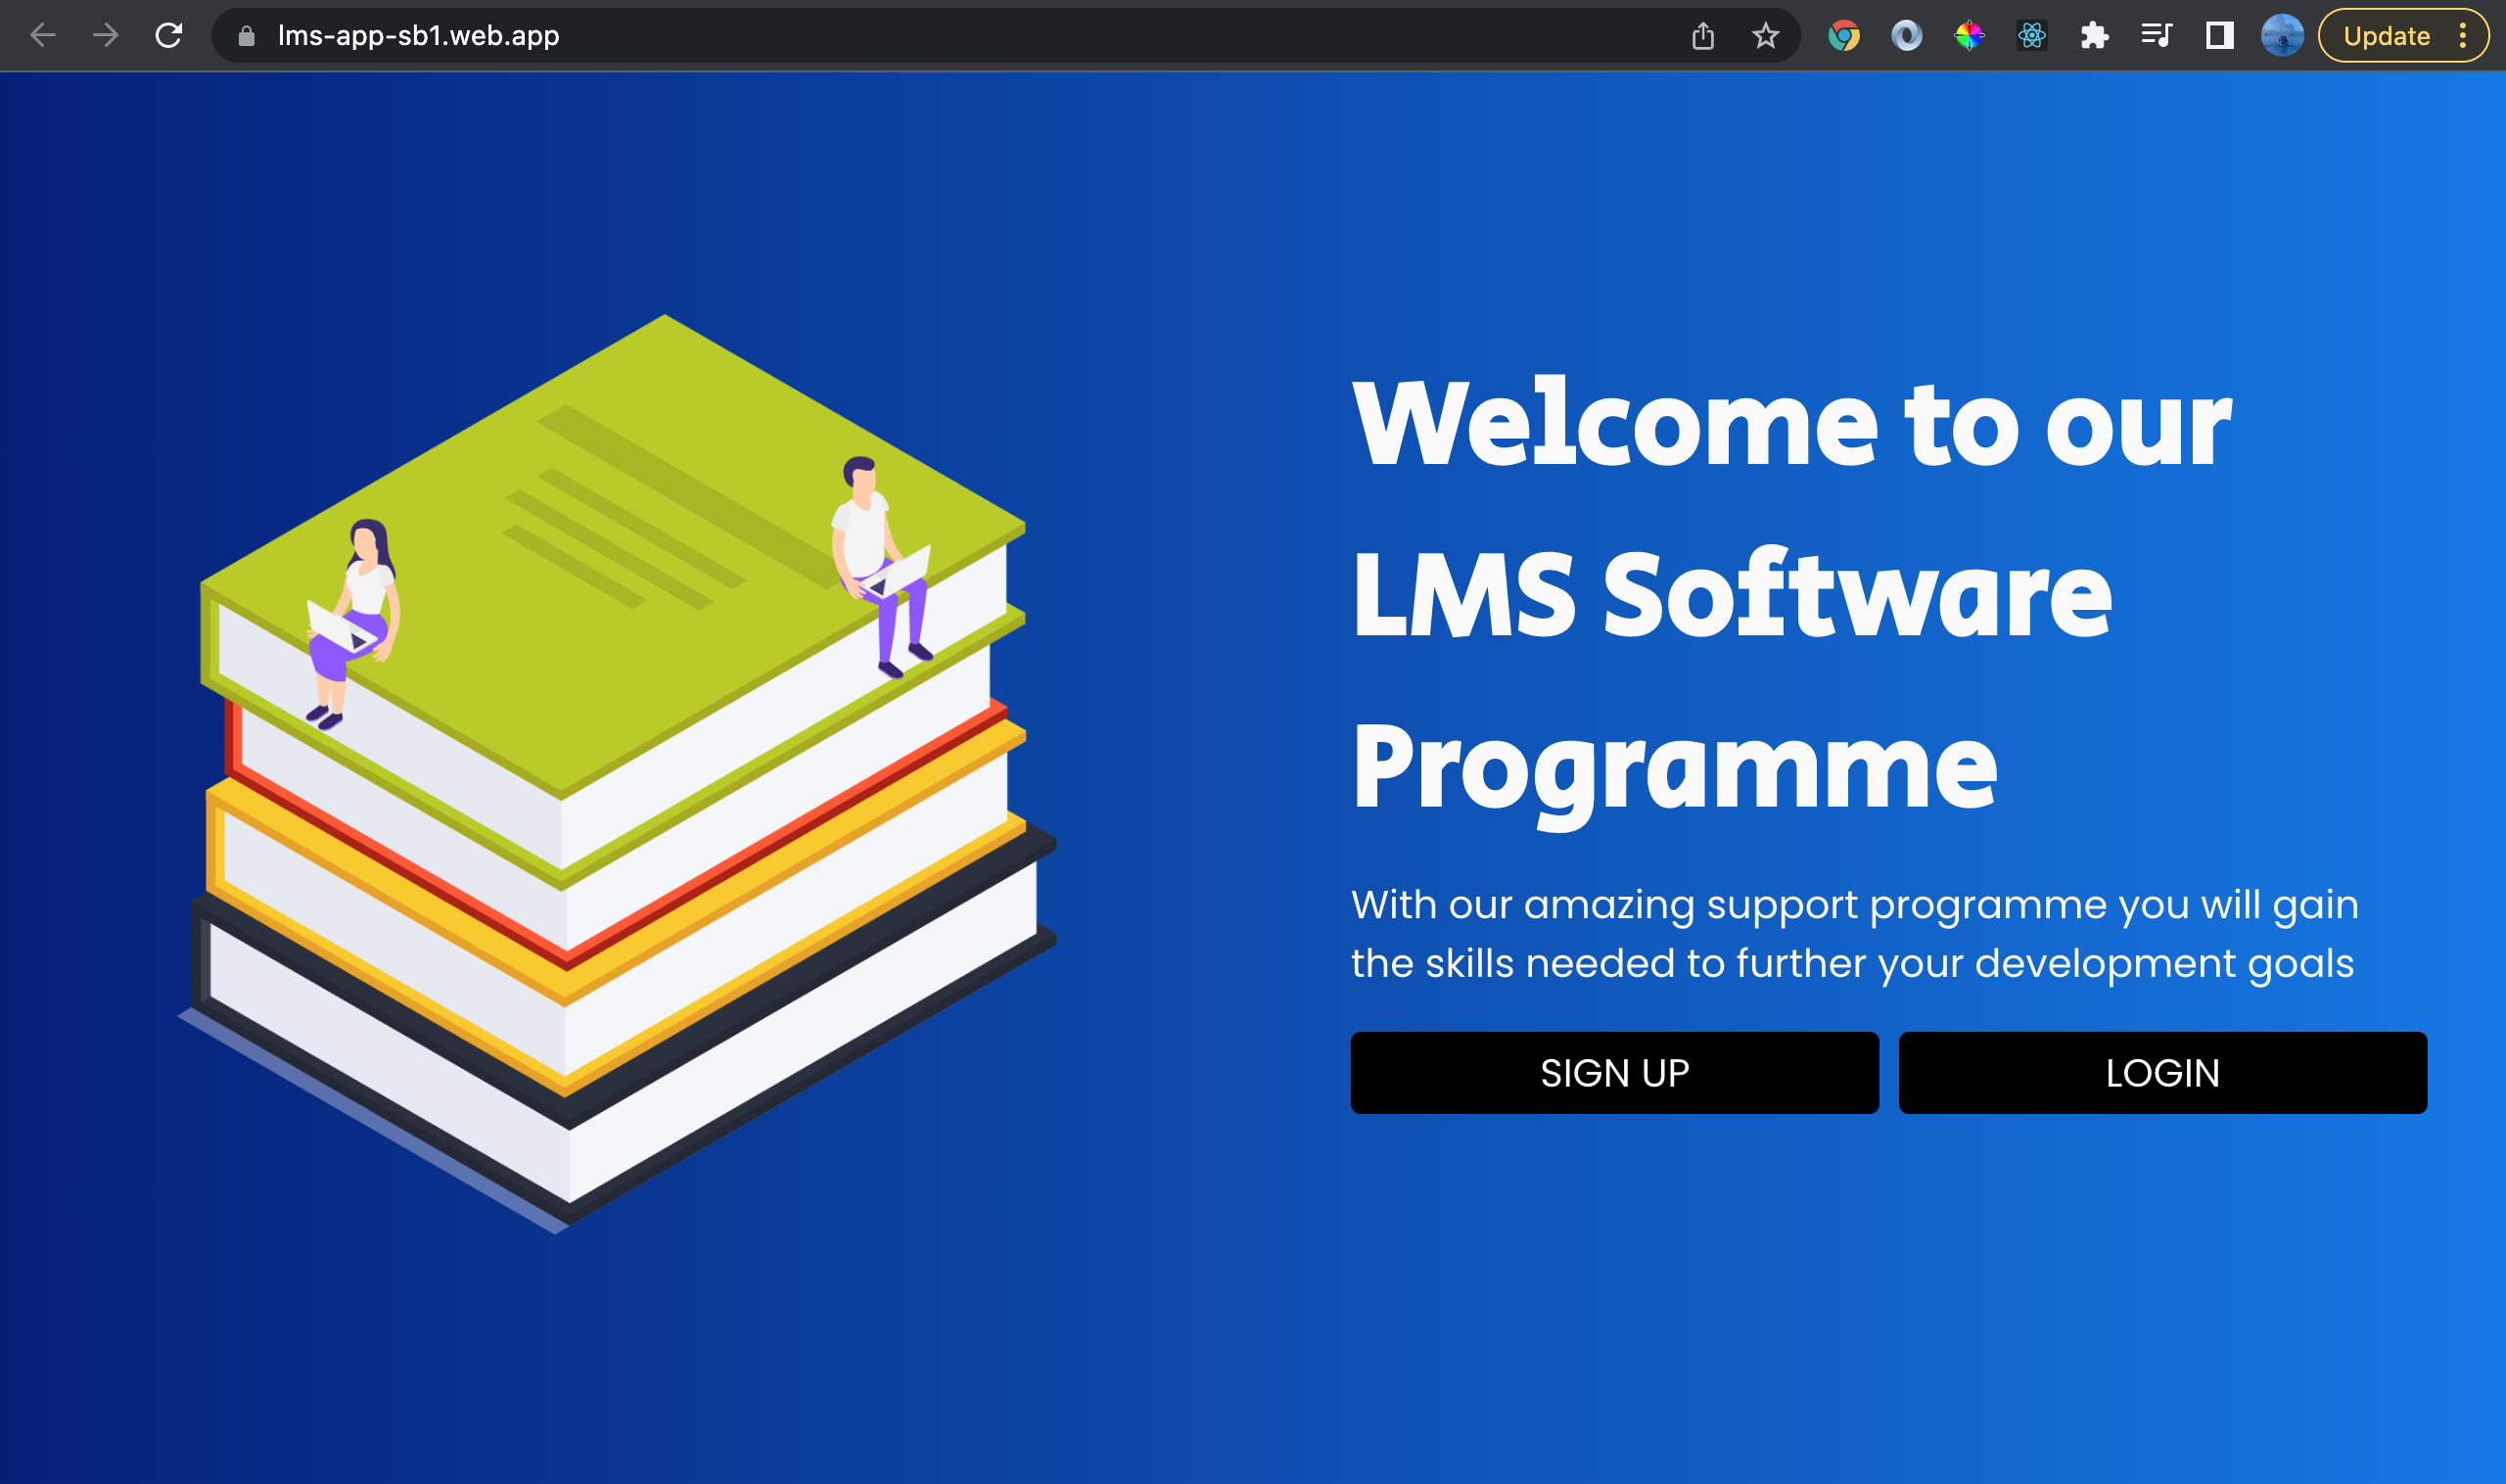 lms-app-sb1.web.app
Update
Welcome to our
LMS Software
Programme
With our amazing support programme you will gain
the skills needed to further your development goals
SIGN UP
LOGIN